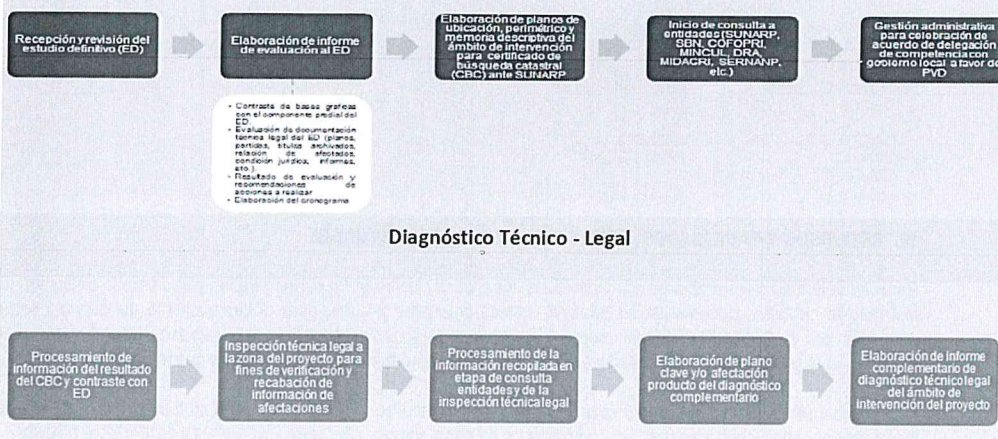 Recepción y revisión del
estudio definitivo (ED)
Elaboración de informe
de evaluación al ED
- Contraste de bases graficas
con el componente predial del
ED.
- Evaluación de documentación
técnica legal del ED (planos,
partidas, títulos archivados,
relación de afectados,
condición jurídica, informes,
etc.).
- Resultado de evaluación y
recomendaciones de
acciones a realizar
- Elaboración del cronograma
Elaboración de planos de
ubicación, perimétrico y
memoria descriptiva del
ámbito de intervención
para certificado de
búsqueda catastral
(CBC) ante SUNARP
Inicio de consulta a
entidades (SUNARP,
SBN, COFOPRI,
MINCUL, DRA,
MIDAGRI, SERNANP,
etc.)
Gestión administrativa
para celebración de
acuerdo de delegación
de competencia con
gobierno local a favor de
PVD
Diagnóstico Técnico - Legal
Procesamiento de
información del resultado
del CBC y contraste con
ED
Inspección técnica legal a
la zona del proyecto para
fines de verificación y
recabación de
información de
afectaciones
Procesamiento de la
información recopilada en
etapa de consulta
entidades y de la
inspección técnica legal
Elaboración de plano
clave y/o afectación
producto del diagnóstico
complementario
Elaboración de informe
complementario de
diagnóstico técnico legal
del ámbito de
intervención del proyecto